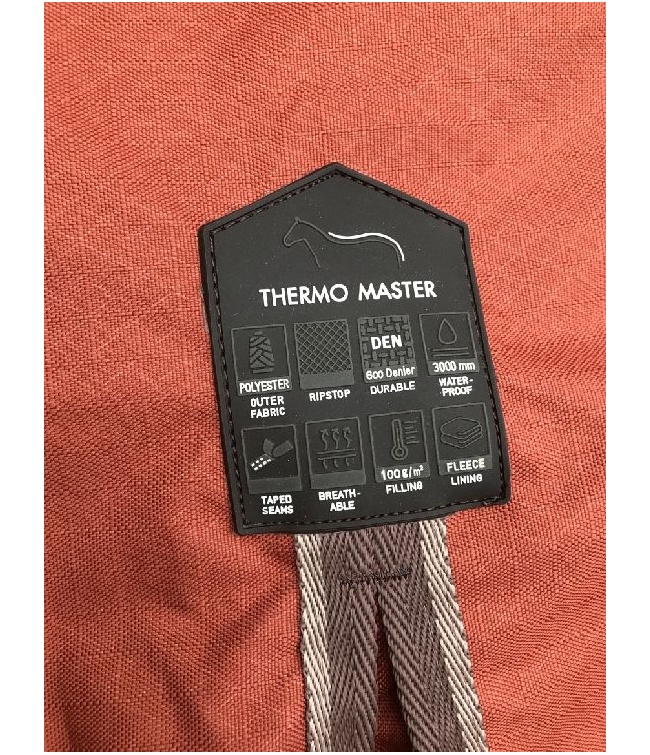 THERMO MASTER
POLYESTER
OUTER
FABRIC
RIPSTOP
DEN
600 Denier
DURABLE
3000 mm
WATER-
PROOF
TAPED
SEAMS
BREATH-
ABLE
100g/m²
FILLING
FLEECE
LINING